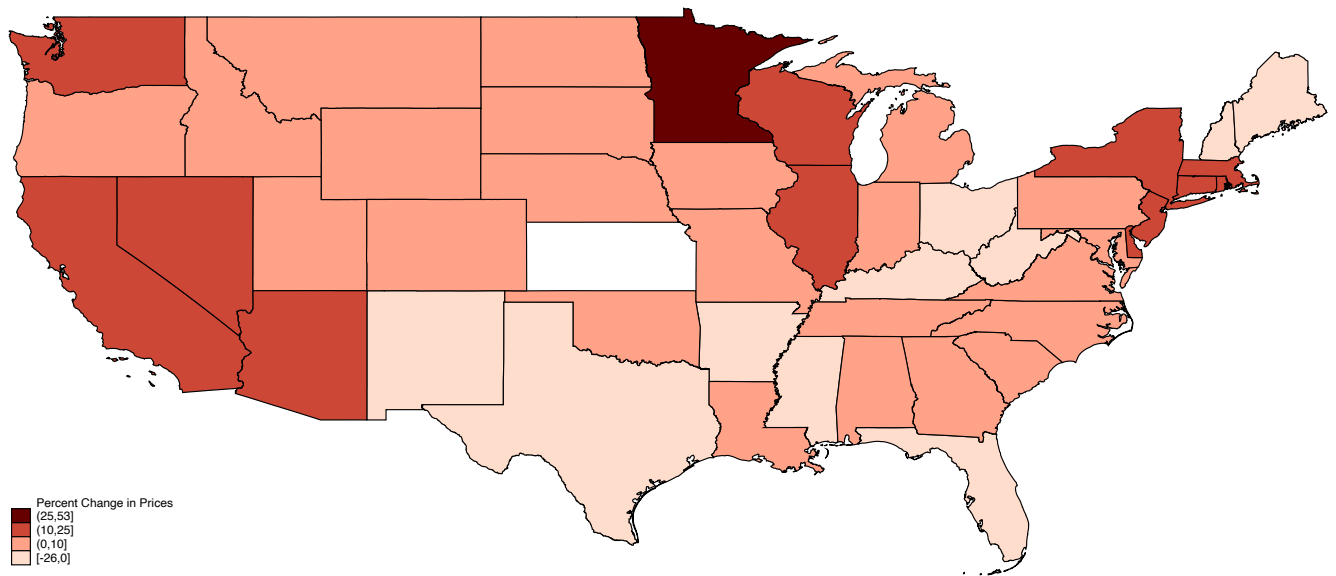 Percent Change in Prices
(25,53]
(10,25]
(0,10]
[-26,0]